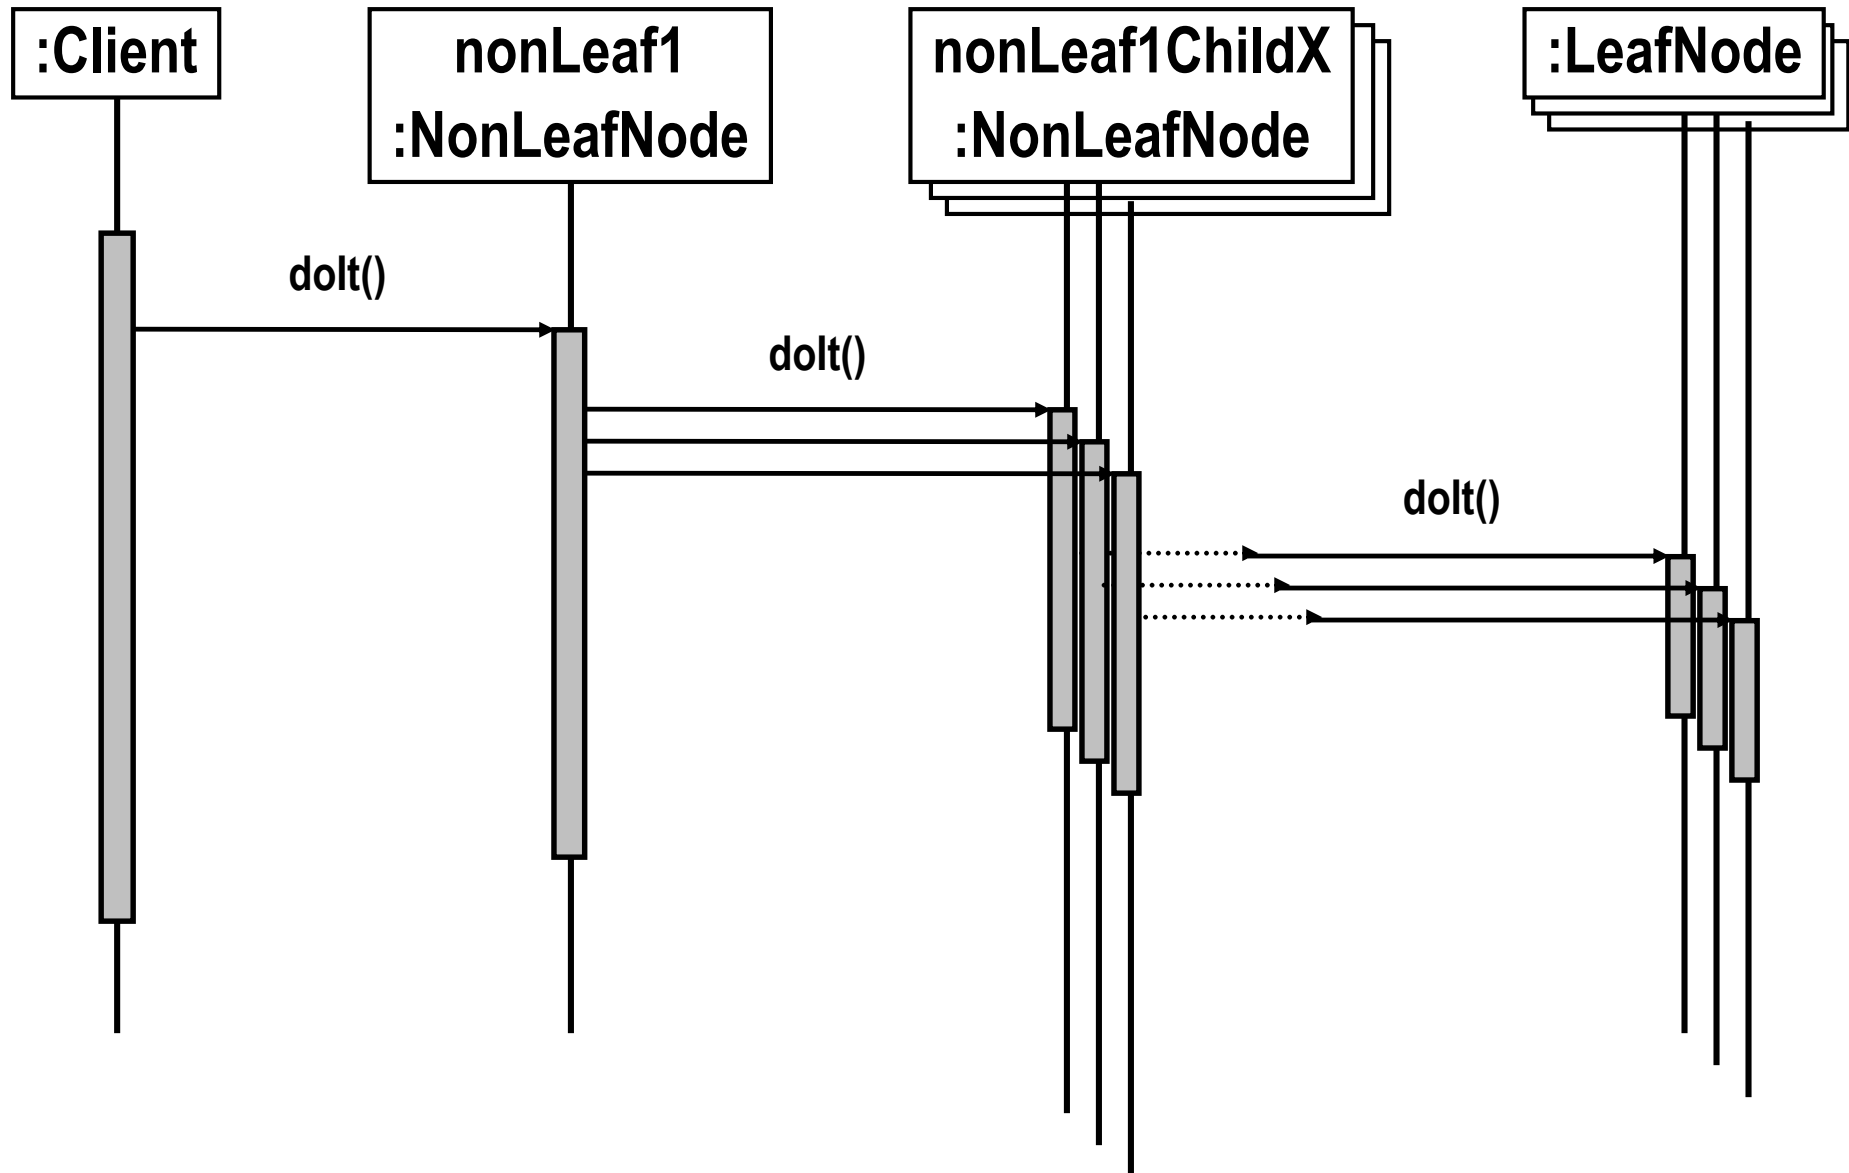 :Client
nonLeaf1
:NonLeafNode
nonLeaf1ChildX
:NonLeafNode
:LeafNode
doIt()
doIt()
doIt()